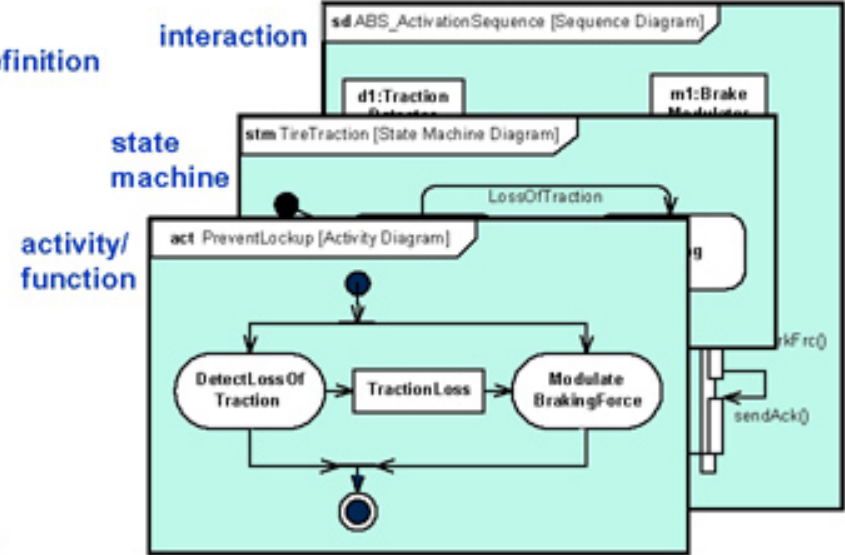 interaction
sd ABS_ActivationSequence [Sequence Diagram]
d1:Traction
m1:Brake
Modulator
state
machine
stm TireTraction [State Machine Diagram]
LossOfTraction
activity/
function
act PreventLockup [Activity Diagram]
DetectLossOf
Traction
TractionLoss
Modulate
BrakingForce
rkFrc()
sendAck()
efinition